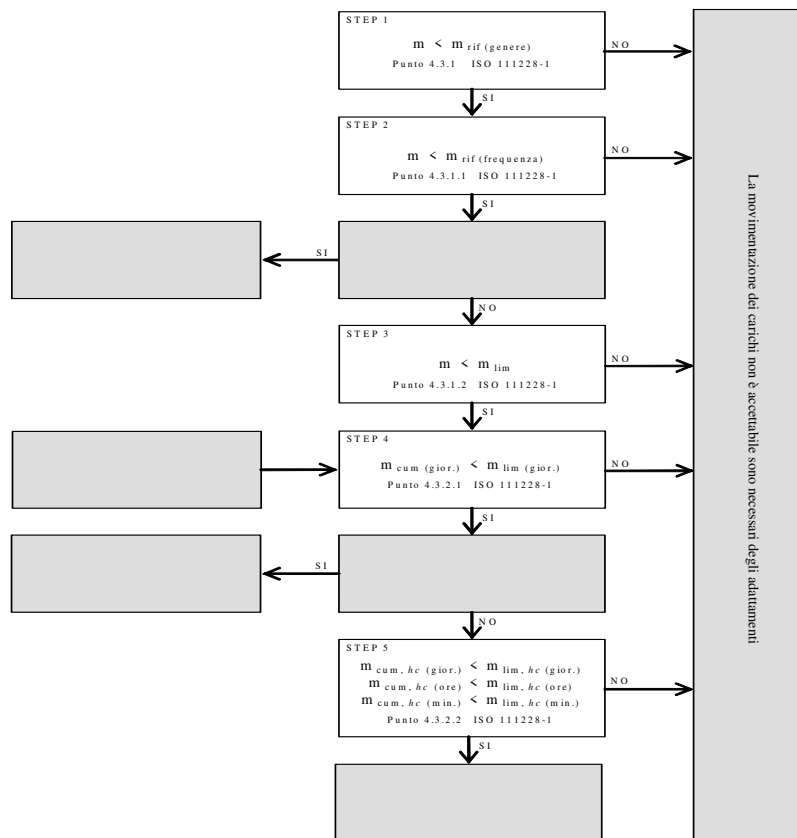 STEP 1
m < m rif (genere)
Punto 4.3.1 ISO 111228-1
NO
SI
STEP 2
m < m rif (frequenza)
Punto 4.3.1.1 ISO 111228-1
NO
SI
SI
NO
STEP 3
m < m lim
Punto 4.3.1.2 ISO 111228-1
NO
SI
STEP 4
m cum (gior.) < m lim (gior.)
Punto 4.3.2.1 ISO 111228-1
NO
SI
SI
NO
STEP 5
m cum, hc (gior.) < m lim, hc (gior.)
m cum, hc (ore) < m lim, hc (ore)
m cum, hc (min.) < m lim, hc (min.)
Punto 4.3.2.2 ISO 111228-1
NO
SI
La movimentazione dei carichi non è accettabile sono necessari degli adattamenti